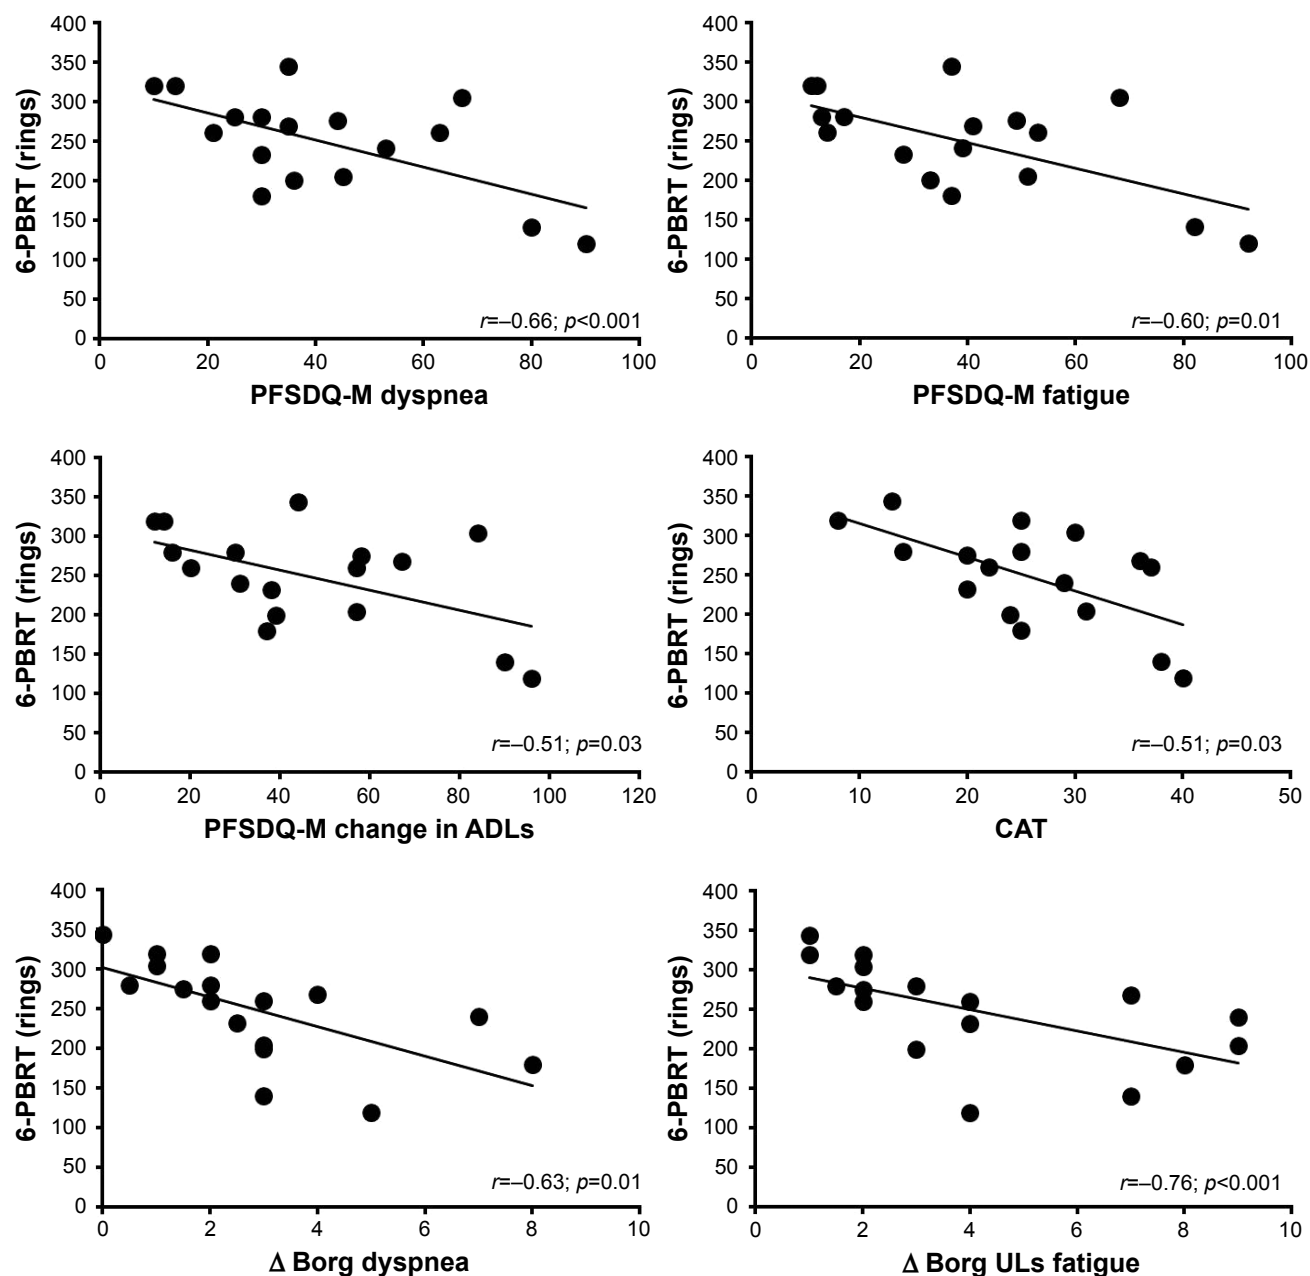 400
350
300
250
200
150
100
50
0
6-PBRT (rings)
r=–0.66; p<0.001
0 20 40 60 80 100
PFSDQ-M dyspnea
400
350
300
250
200
150
100
50
0
6-PBRT (rings)
r=–0.60; p=0.01
0 20 40 60 80 100
PFSDQ-M fatigue
400
350
300
250
200
150
100
50
0
6-PBRT (rings)
r=–0.51; p=0.03
0 20 40 60 80 100 120
PFSDQ-M change in ADLs
400
350
300
250
200
150
100
50
0
6-PBRT (rings)
r=–0.51; p=0.03
0 10 20 30 40 50
CAT
400
350
300
250
200
150
100
50
0
6-PBRT (rings)
r=–0.63; p=0.01
0 2 4 6 8 10
Δ Borg dyspnea
400
350
300
250
200
150
100
50
0
6-PBRT (rings)
r=–0.76; p<0.001
0 2 4 6 8 10
Δ Borg ULs fatigue